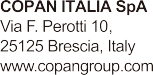 COPAN ITALIA SpA
Via F. Perotti 10,
25125 Brescia, Italy
www.copangroup.com